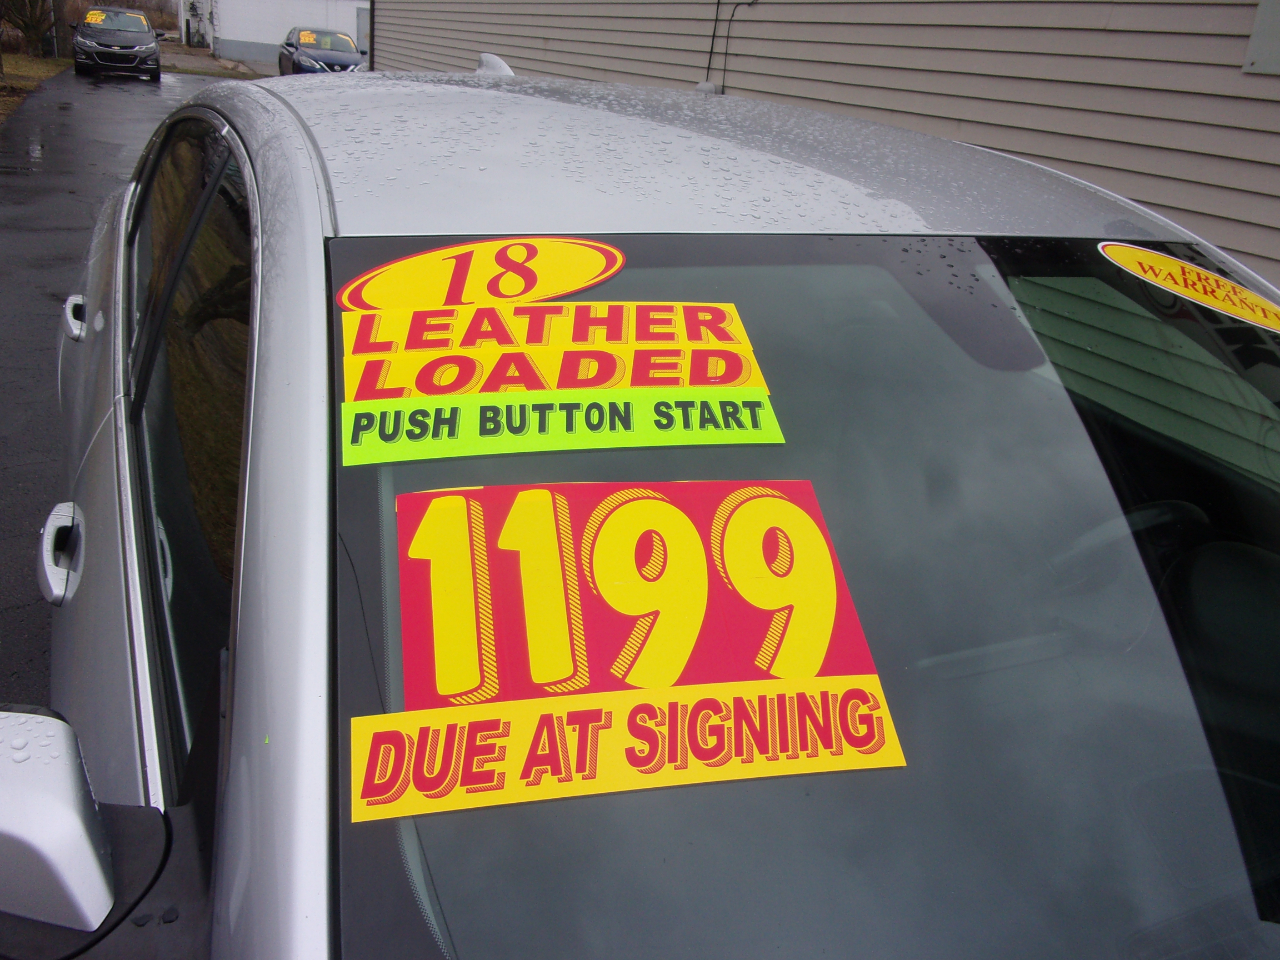 18
LEATHER
LOADED
PUSH BUTTON START
1199
DUE AT SIGNING
FREE
WARRANTY